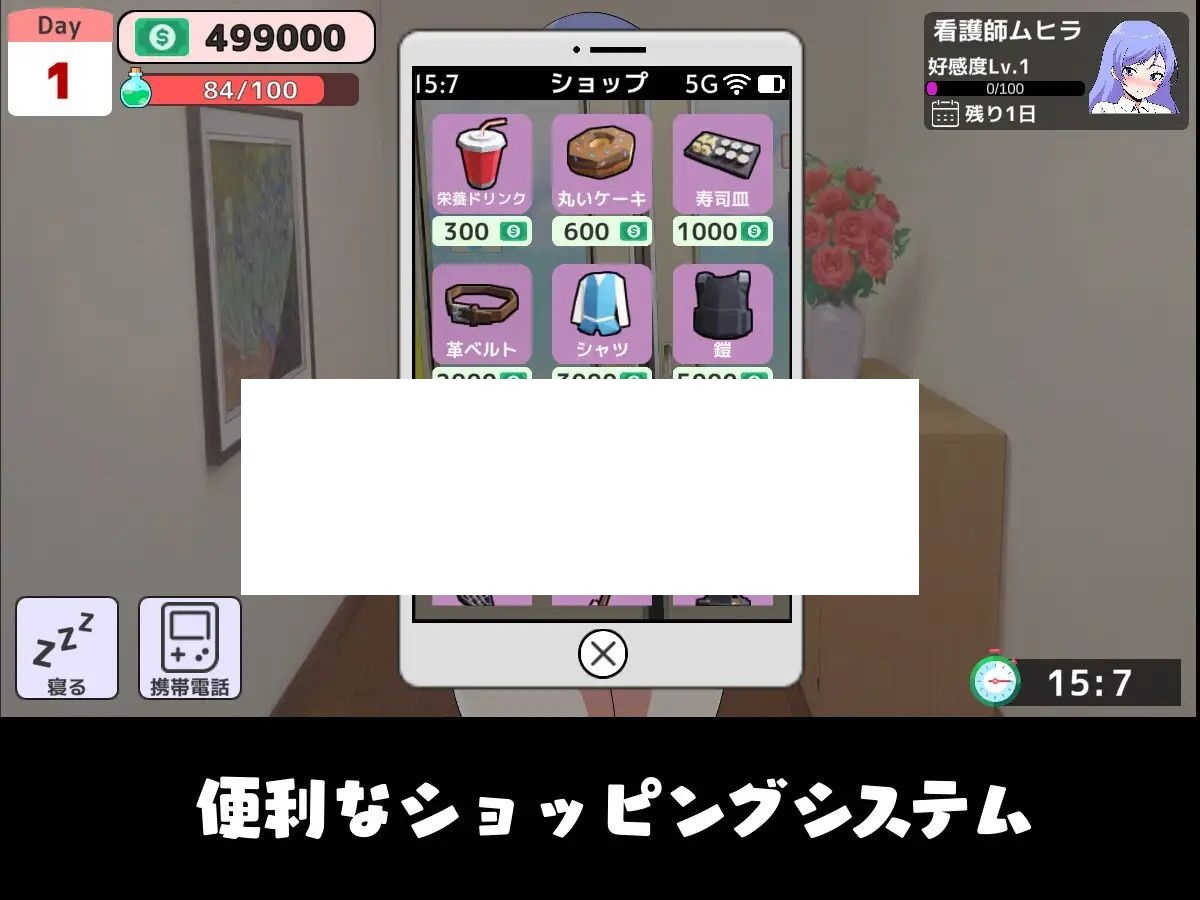 Day
1
499000
84/100
15:7
ショップ
5G
看護師ムヒラ
好感度Lv.1
0/100
残り1日
栄養ドリンク
丸いケーキ
寿司皿
300
600
1000
革ベルト
シャツ
鎧
zzz
寝る
携帯電話
15:7
便利なショッピングシステム